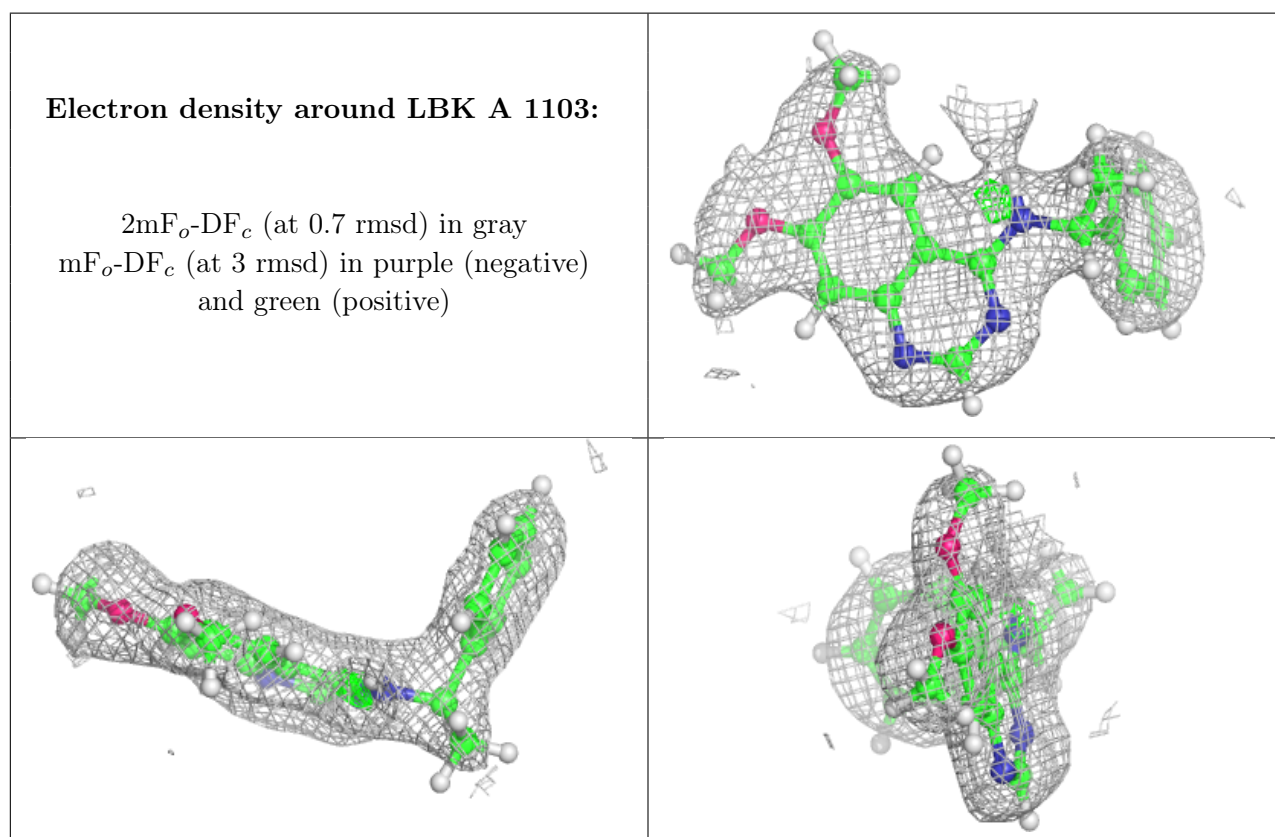 Electron density around LBK A 1103:
2mFo-DFc (at 0.7 rmsd) in gray
mFo-DFc (at 3 rmsd) in purple (negative)
and green (positive)